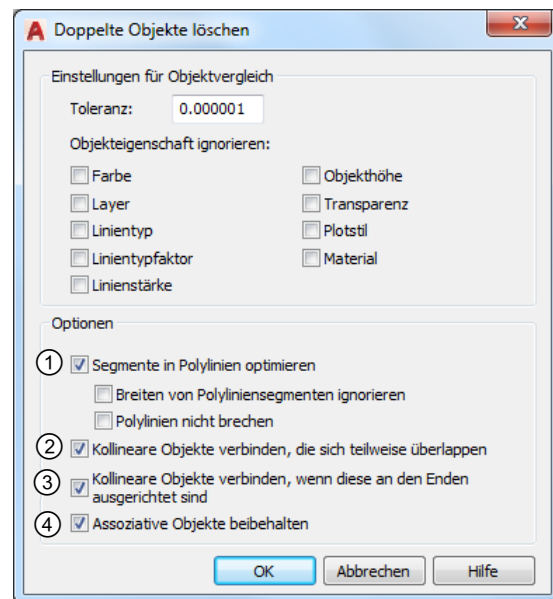 Doppelte Objekte löschen
Einstellungen für Objektvergleich
Toleranz: 0.000001
Objekteigenschaft ignorieren:
Farbe Objekthöhe
Layer Transparenz
Linientyp Plotstil
Linientypfaktor Material
Linienstärke
Optionen
1 Segmente in Polylinien optimieren
Breiten von Polyliniensegmenten ignorieren
Polylinien nicht brechen
2 Kollineare Objekte verbinden, die sich teilweise überlappen
3 Kollineare Objekte verbinden, wenn diese an den Enden
ausgerichtet sind
4 Assoziative Objekte beibehalten
OK Abbrechen Hilfe